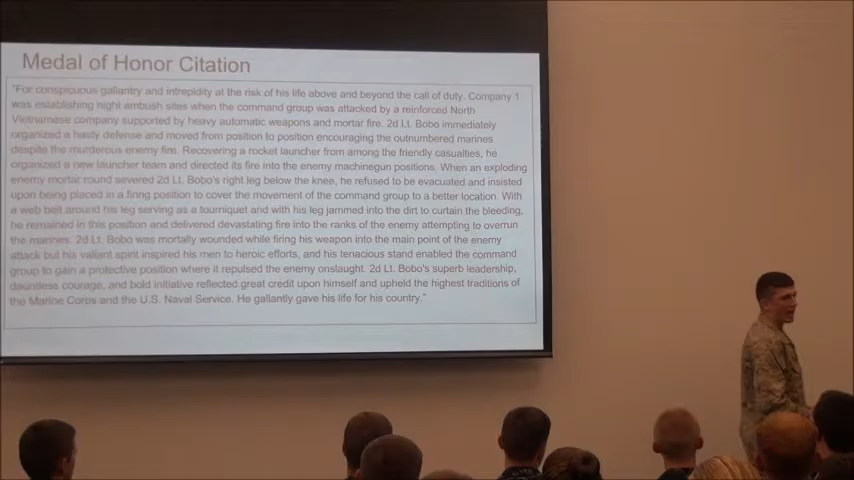 Medal of Honor Citation
"For conspicuous gallantry and intrepidity at the risk of his life above and beyond the call of duty. Company 1
was establishing night ambush sites when the command group was attacked by a reinforced North
Vietnamese company supported by heavy automatic weapons and mortar fire. 2d Lt. Bobo immediately
organized a hasty defense and moved from position to position encouraging the outnumbered marines
despite the murderous enemy fire. Recovering a rocket launcher from among the friendly casualties, he
organized a new launcher team and directed its fire into the enemy machinegun positions. When an exploding
enemy mortar round severed 2d Lt. Bobo's right leg below the knee, he refused to be evacuated and insisted
upon being placed in a firing position to cover the movement of the command group to a better location. With
a web belt around his leg serving as a tourniquet and with his leg jammed into the dirt to curtain the bleeding,
he remained in this position and delivered devastating fire into the ranks of the enemy attempting to overrun
the marines. 2d Lt. Bobo was mortally wounded while firing his weapon into the main point of the enemy
attack but his valiant spirit inspired his men to heroic efforts, and his tenacious stand enabled the command
group to gain a protective position where it repulsed the enemy onslaught. 2d Lt. Bobo's superb leadership,
dauntless courage, and bold initiative reflected great credit upon himself and upheld the highest traditions of
the Marine Corps and the U.S. Naval Service. He gallantly gave his life for his country."